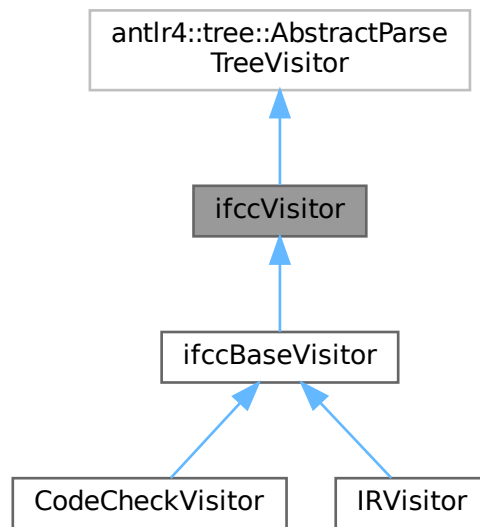 antlr4::tree::AbstractParse
TreeVisitor
ifccVisitor
ifccBaseVisitor
CodeCheckVisitor
IRVisitor